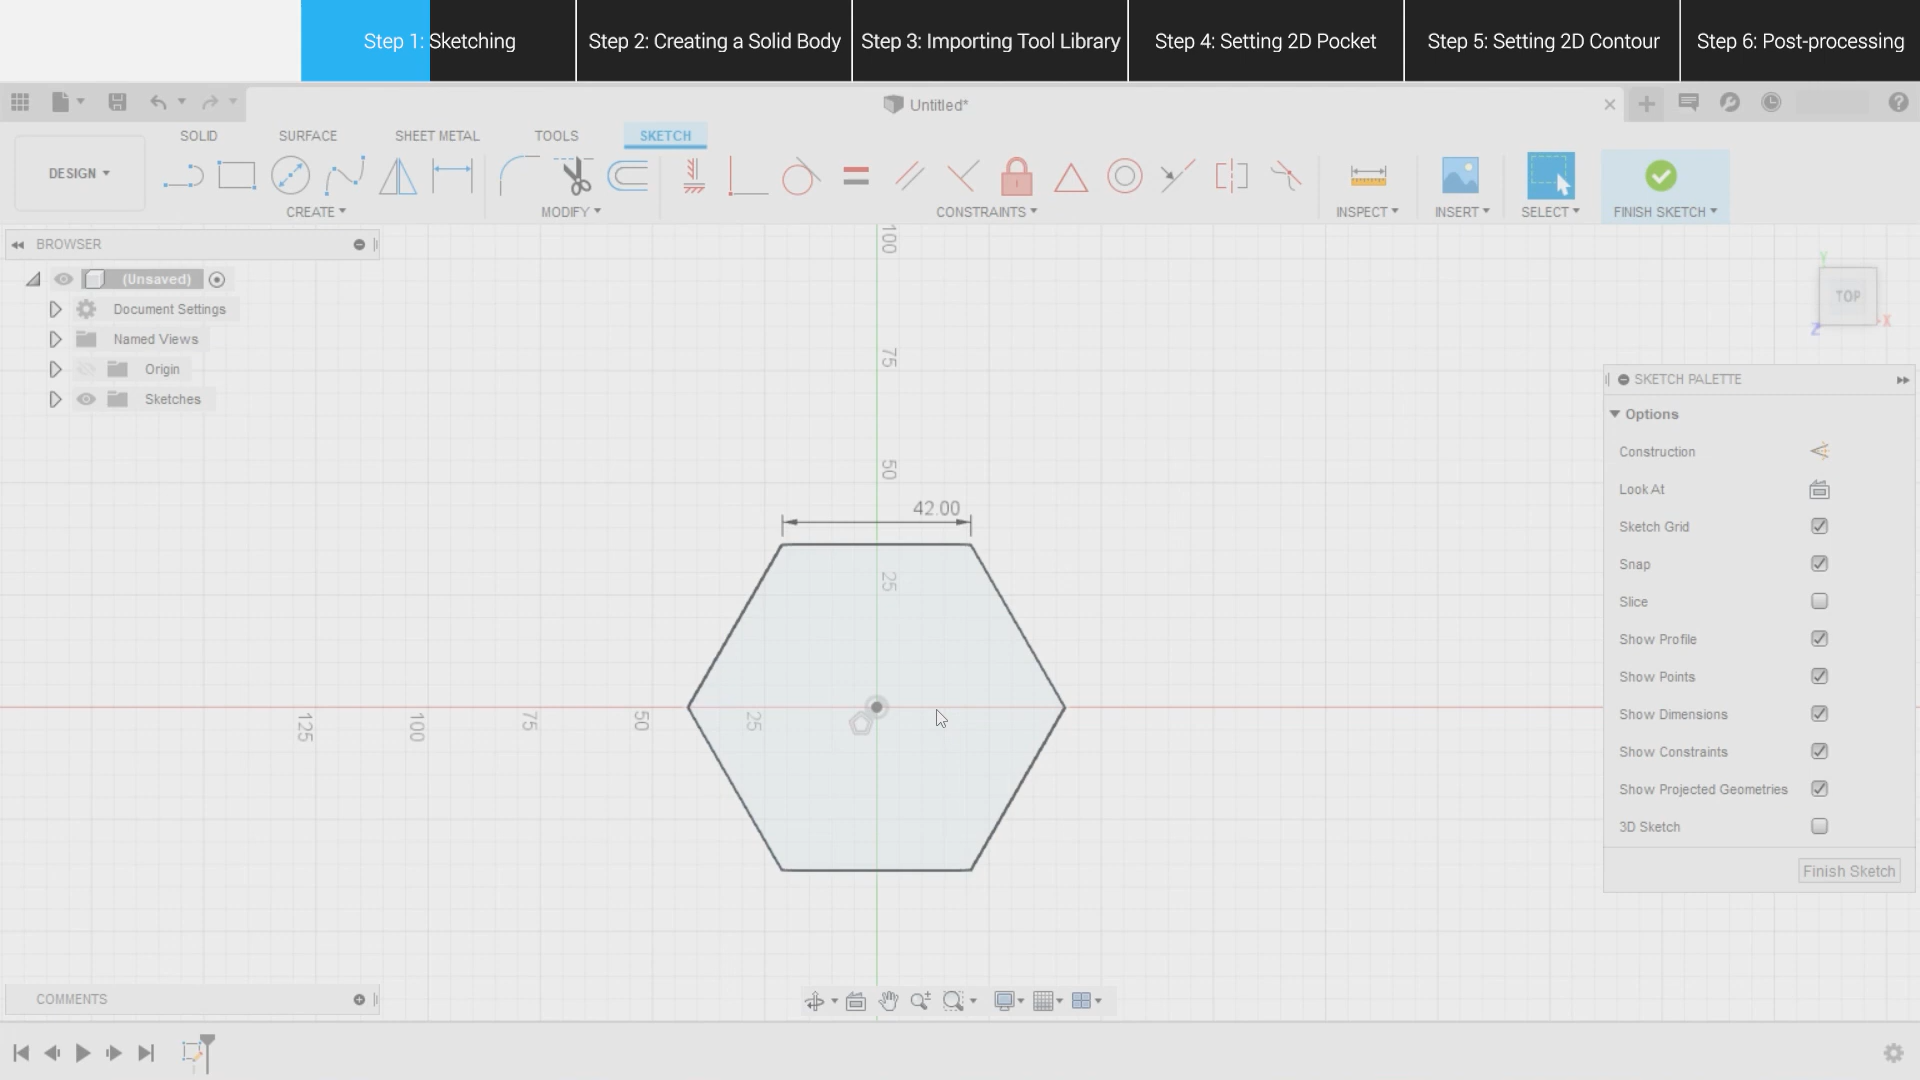 Step 1: Sketching
Step 2: Creating a Solid Body
Step 3: Importing Tool Library
Step 4: Setting 2D Pocket
Step 5: Setting 2D Contour
Step 6: Post-processing
Untitled*
SOLID
SURFACE
SHEET METAL
TOOLS
SKETCH
DESIGN
CREATE
MODIFY
CONSTRAINTS
INSPECT
INSERT
SELECT
FINISH SKETCH
BROWSER
(Unsaved)
Document Settings
Named Views
Origin
Sketches
100
75
50
25
42.00
125
100
75
50
25
Y
TOP
Z
X
SKETCH PALETTE
Options
Construction
Look At
Sketch Grid
Snap
Slice
Show Profile
Show Points
Show Dimensions
Show Constraints
Show Projected Geometries
3D Sketch
Finish Sketch
COMMENTS